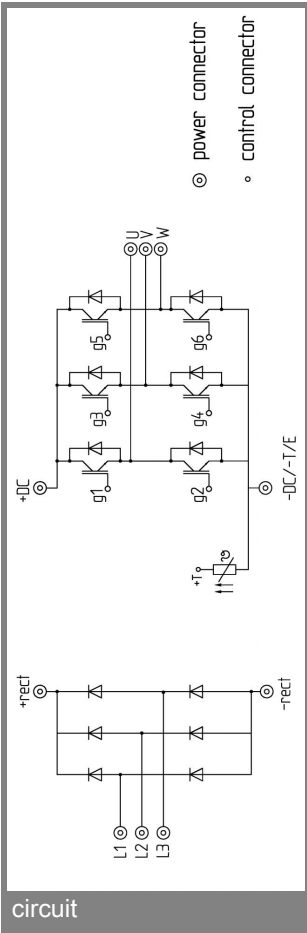 ◎ power connector
∘ control connector
U
V
W
g5
g6
g3
g4
g1
g2
+DC
-DC/-T/E
+T
ϑ
+rect
-rect
L1
L2
L3
circuit